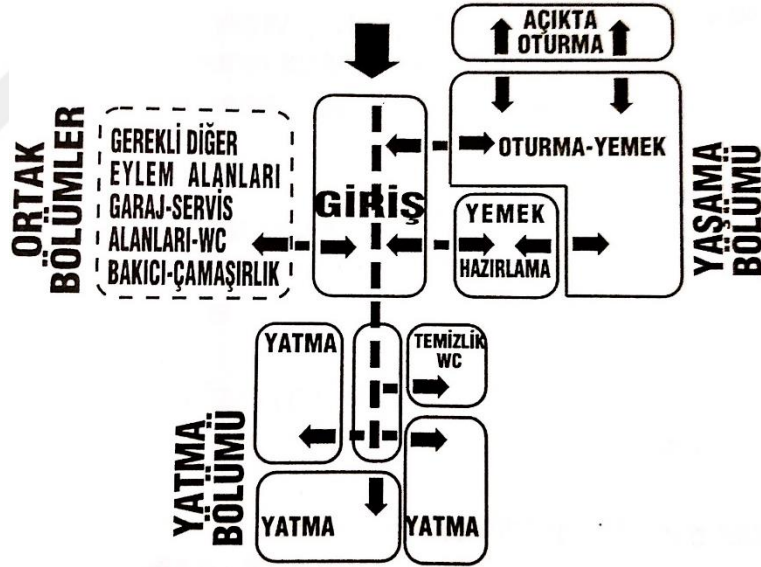 AÇIKTA
OTURMA
ORTAK
BÖLÜMLER
GEREKLİ DİĞER
EYLEM ALANLARI
GARAJ-SERVİS
ALANLARI-WC
BAKICI-ÇAMAŞIRLIK
GİRİŞ
OTURMA-YEMEK
YEMEK
HAZIRLAMA
YAŞAMA
BÖLÜMÜ
YATMA
BÖLÜMÜ
YATMA
TEMİZLİK
WC
YATMA
YATMA